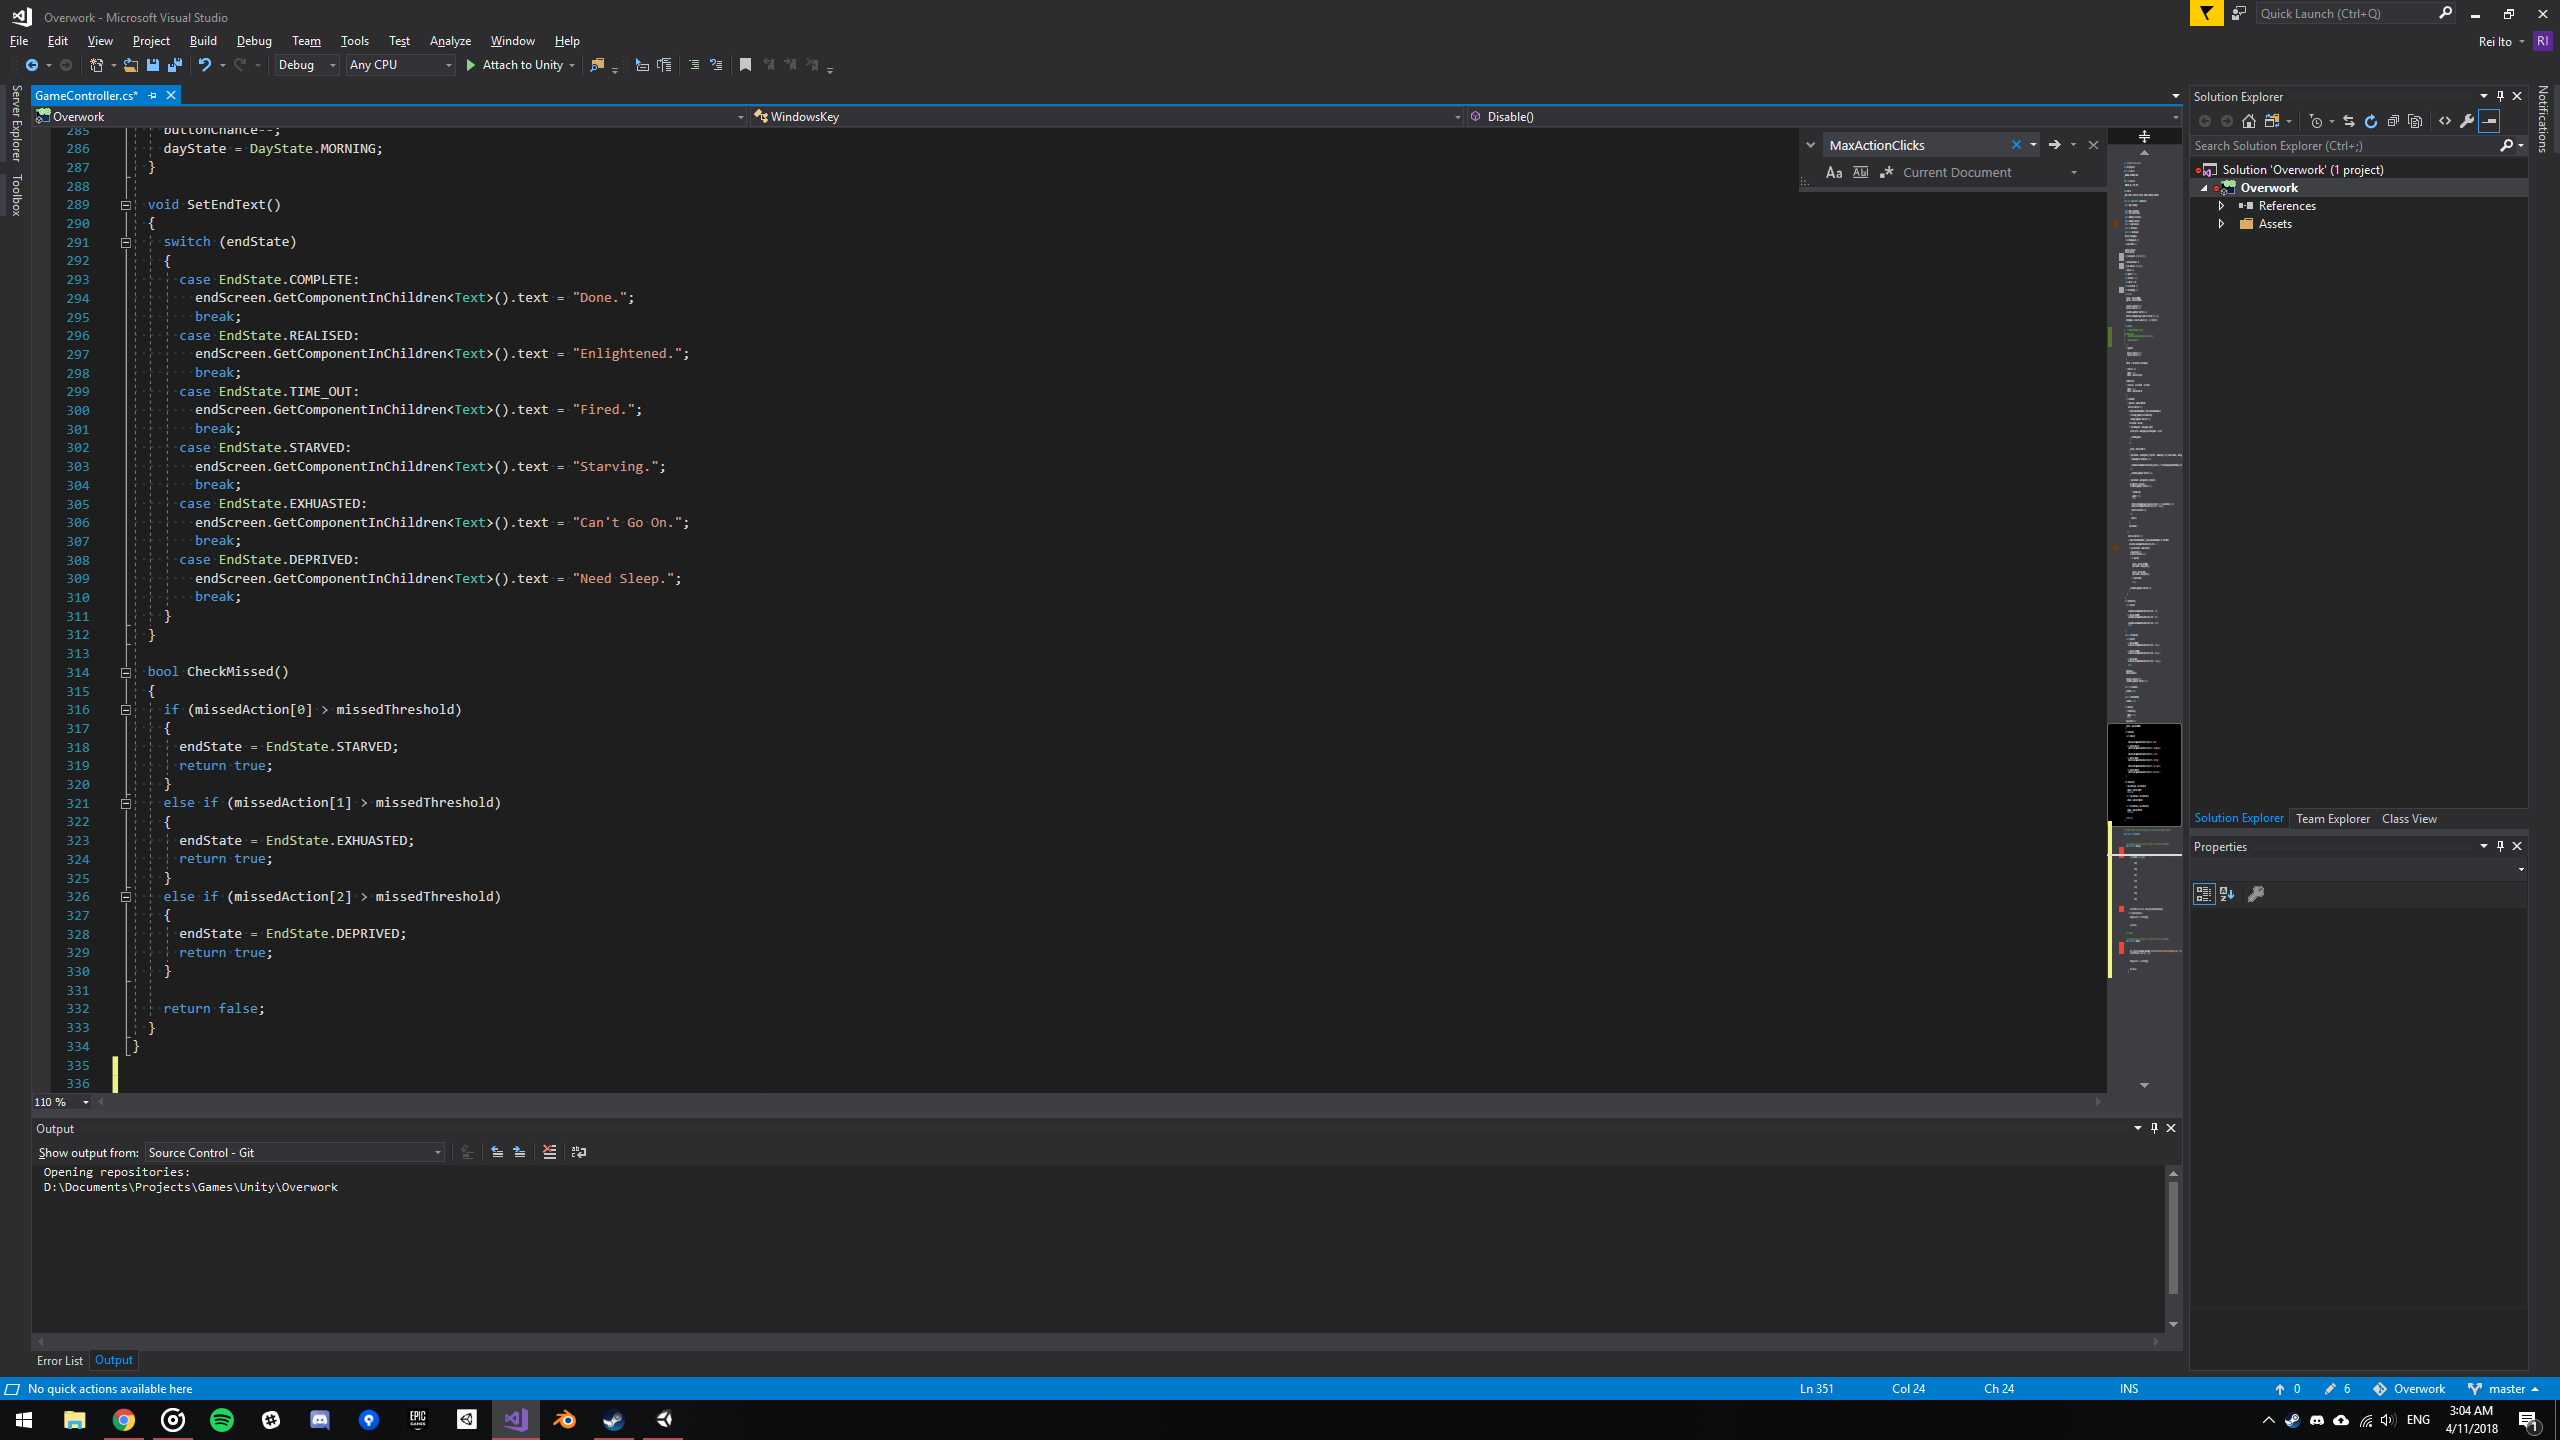 Overwork - Microsoft Visual Studio
Quick Launch (Ctrl+Q)
File Edit View Project Build Debug Team Tools Test Analyze Window Help
Rei Ito RI
Debug Any CPU Attach to Unity
Server Explorer
Toolbox
GameController.cs*
Overwork WindowsKey Disable()
MaxActionClicks
Current Document
285 buttonChance--;
286 dayState = DayState.MORNING;
287 }
288
289 void SetEndText()
290 {
291 switch (endState)
292 {
293 case EndState.COMPLETE:
294 endScreen.GetComponentInChildren<Text>().text = "Done.";
295 break;
296 case EndState.REALISED:
297 endScreen.GetComponentInChildren<Text>().text = "Enlightened.";
298 break;
299 case EndState.TIME_OUT:
300 endScreen.GetComponentInChildren<Text>().text = "Fired.";
301 break;
302 case EndState.STARVED:
303 endScreen.GetComponentInChildren<Text>().text = "Starving.";
304 break;
305 case EndState.EXHUASTED:
306 endScreen.GetComponentInChildren<Text>().text = "Can't Go On.";
307 break;
308 case EndState.DEPRIVED:
309 endScreen.GetComponentInChildren<Text>().text = "Need Sleep.";
310 break;
311 }
312 }
313
314 bool CheckMissed()
315 {
316 if (missedAction[0] > missedThreshold)
317 {
318 endState = EndState.STARVED;
319 return true;
320 }
321 else if (missedAction[1] > missedThreshold)
322 {
323 endState = EndState.EXHUASTED;
324 return true;
325 }
326 else if (missedAction[2] > missedThreshold)
327 {
328 endState = EndState.DEPRIVED;
329 return true;
330 }
331
332 return false;
333 }
334 }
335
336
110 %
Output
Show output from: Source Control - Git
Opening repositories:
D:\Documents\Projects\Games\Unity\Overwork
Error List Output
Solution Explorer
Search Solution Explorer (Ctrl+;)
Solution 'Overwork' (1 project)
Overwork
References
Assets
Solution Explorer Team Explorer Class View
Properties
Notifications
No quick actions available here Ln 351 Col 24 Ch 24 INS 0 6 Overwork master
EPIC GAMES
ENG
3:04 AM
4/11/2018
1